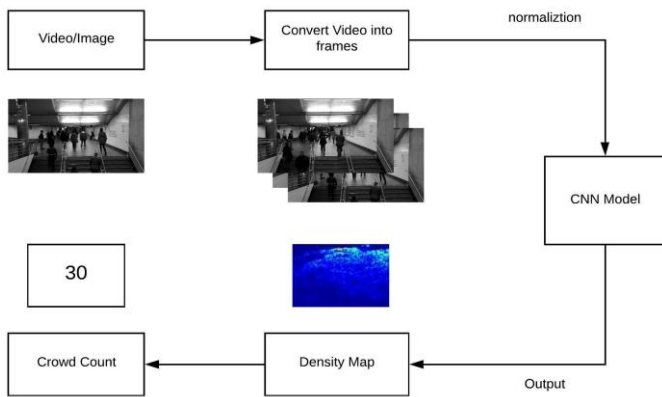 Video/Image
Convert Video into
frames
normaliztion
CNN Model
30
Crowd Count
Density Map
Output